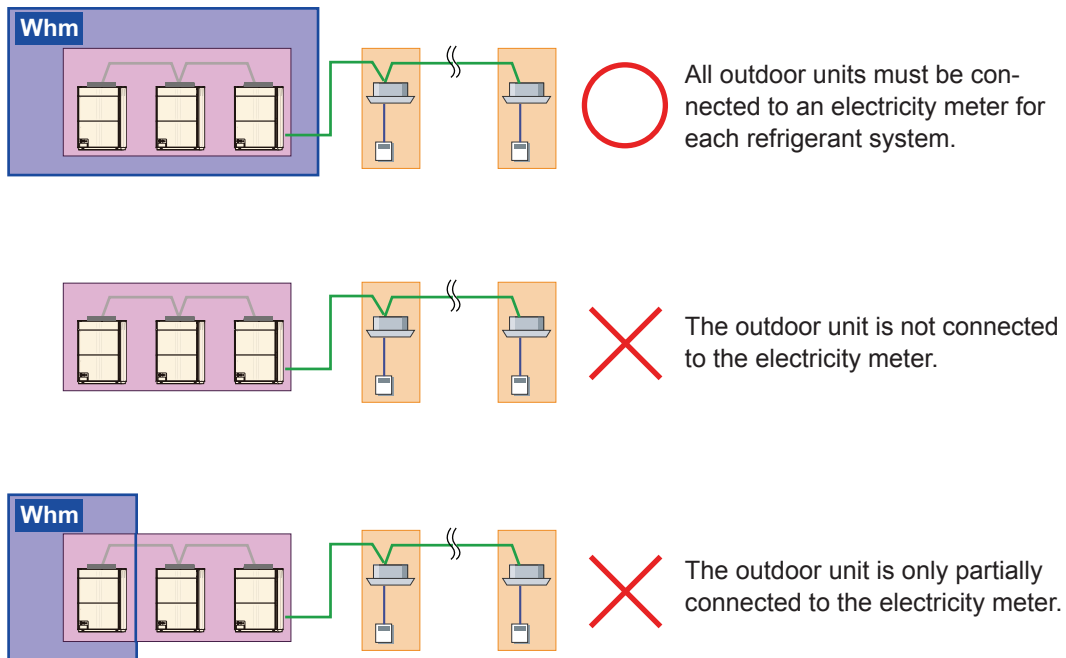 Whm
All outdoor units must be con-
nected to an electricity meter for
each refrigerant system.
The outdoor unit is not connected
to the electricity meter.
Whm
The outdoor unit is only partially
connected to the electricity meter.